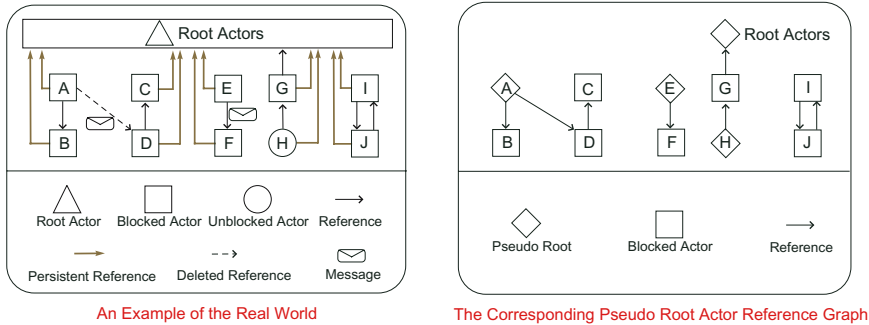 Root Actors
A
C
E
G
I
B
D
F
H
J
Root Actor
Blocked Actor
Unblocked Actor
Reference
Persistent Reference
Deleted Reference
Message
An Example of the Real World
Root Actors
A
C
E
G
I
B
D
F
H
J
Pseudo Root
Blocked Actor
Reference
The Corresponding Pseudo Root Actor Reference Graph